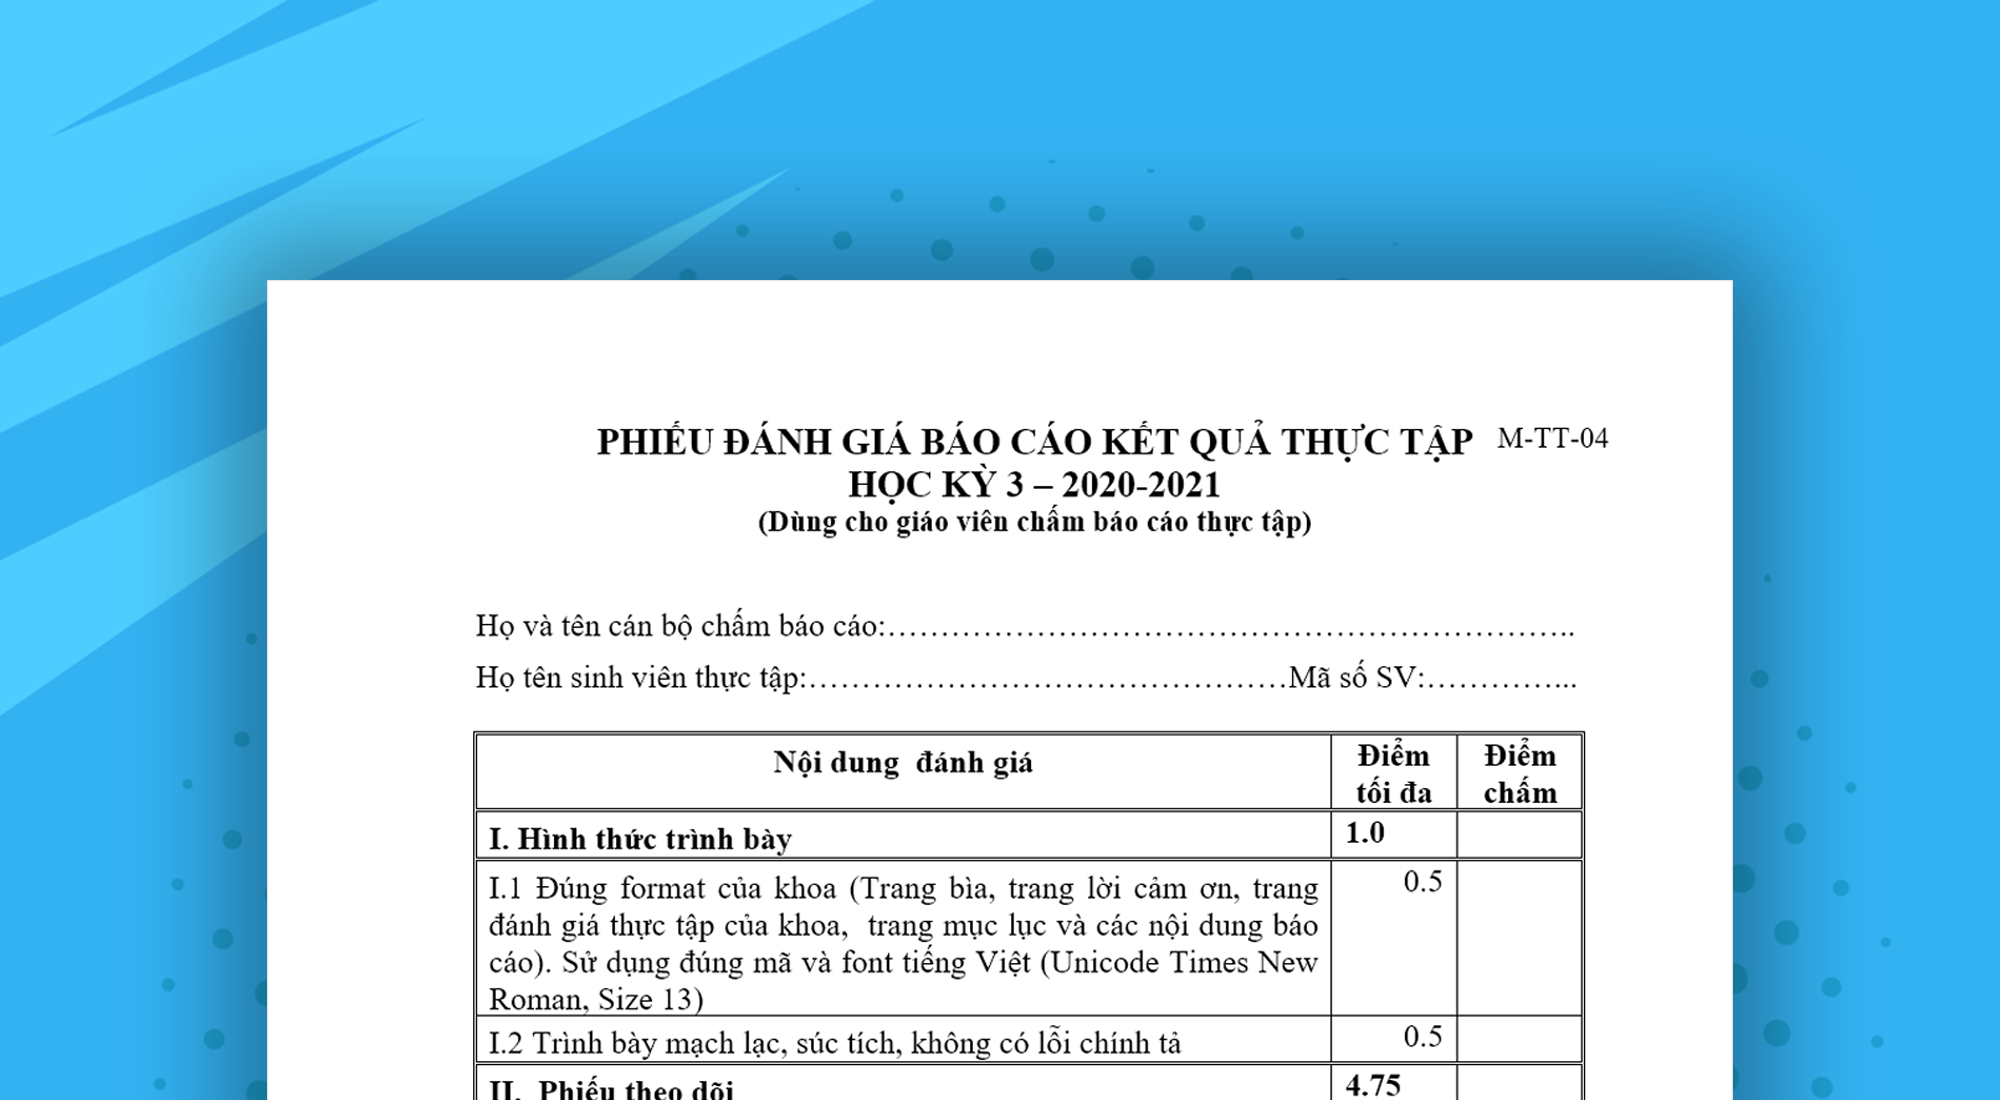 PHIẾU ĐÁNH GIÁ BÁO CÁO KẾT QUẢ THỰC TẬP M-TT-04
HỌC KỲ 3 – 2020-2021
(Dùng cho giáo viên chấm báo cáo thực tập)
Họ và tên cán bộ chấm báo cáo:……………………………………………………………..
Họ tên sinh viên thực tập:………………………………………Mã số SV:…………...
Nội dung  đánh giá
Điểm
tối đa
Điểm
chấm
I. Hình thức trình bày 1.0
I.1 Đúng format của khoa (Trang bìa, trang lời cảm ơn, trang 0.5
đánh giá thực tập của khoa,  trang mục lục và các nội dung báo
cáo). Sử dụng đúng mã và font tiếng Việt (Unicode Times New
Roman, Size 13)
I.2 Trình bày mạch lạc, súc tích, không có lỗi chính tả 0.5
II.  Phiếu theo dõi 4.75